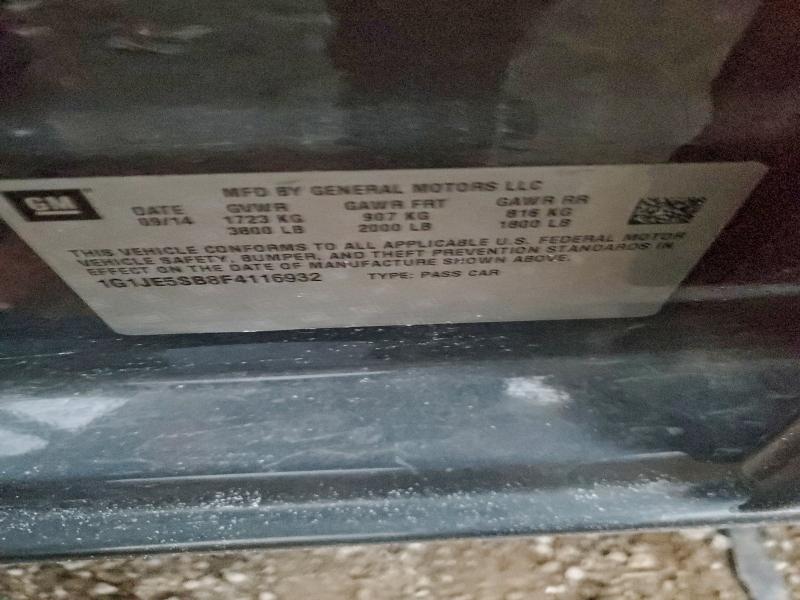 GM
MFD BY GENERAL MOTORS LLC
DATE GVWR GAWR FRT GAWR RR
09/14 1723 KG 907 KG 816 KG
3800 LB 2000 LB 1800 LB
THIS VEHICLE CONFORMS TO ALL APPLICABLE U.S. FEDERAL MOTOR
VEHICLE SAFETY, BUMPER, AND THEFT PREVENTION STANDARDS IN
EFFECT ON THE DATE OF MANUFACTURE SHOWN ABOVE.
1G1JE5SB8F4116932 TYPE: PASS CAR